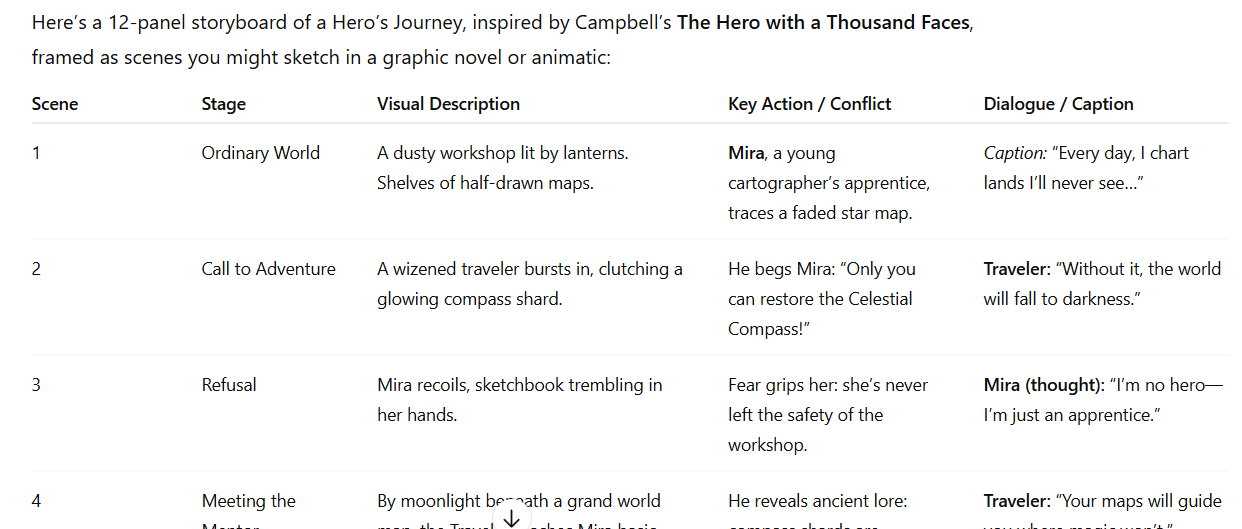 Here’s a 12-panel storyboard of a Hero’s Journey, inspired by Campbell’s The Hero with a Thousand Faces,
framed as scenes you might sketch in a graphic novel or animatic:
Scene Stage Visual Description Key Action / Conflict Dialogue / Caption
1 Ordinary World A dusty workshop lit by lanterns. Mira, a young Caption: “Every day, I chart
Shelves of half-drawn maps. cartographer’s apprentice, lands I’ll never see…”
traces a faded star map.
2 Call to Adventure A wizened traveler bursts in, clutching a He begs Mira: “Only you Traveler: “Without it, the world
glowing compass shard. can restore the Celestial will fall to darkness.”
Compass!”
3 Refusal Mira recoils, sketchbook trembling in Fear grips her: she’s never Mira (thought): “I’m no hero—
her hands. left the safety of the I’m just an apprentice.”
workshop.
4 Meeting the By moonlight beneath a grand world He reveals ancient lore: Traveler: “Your maps will guide